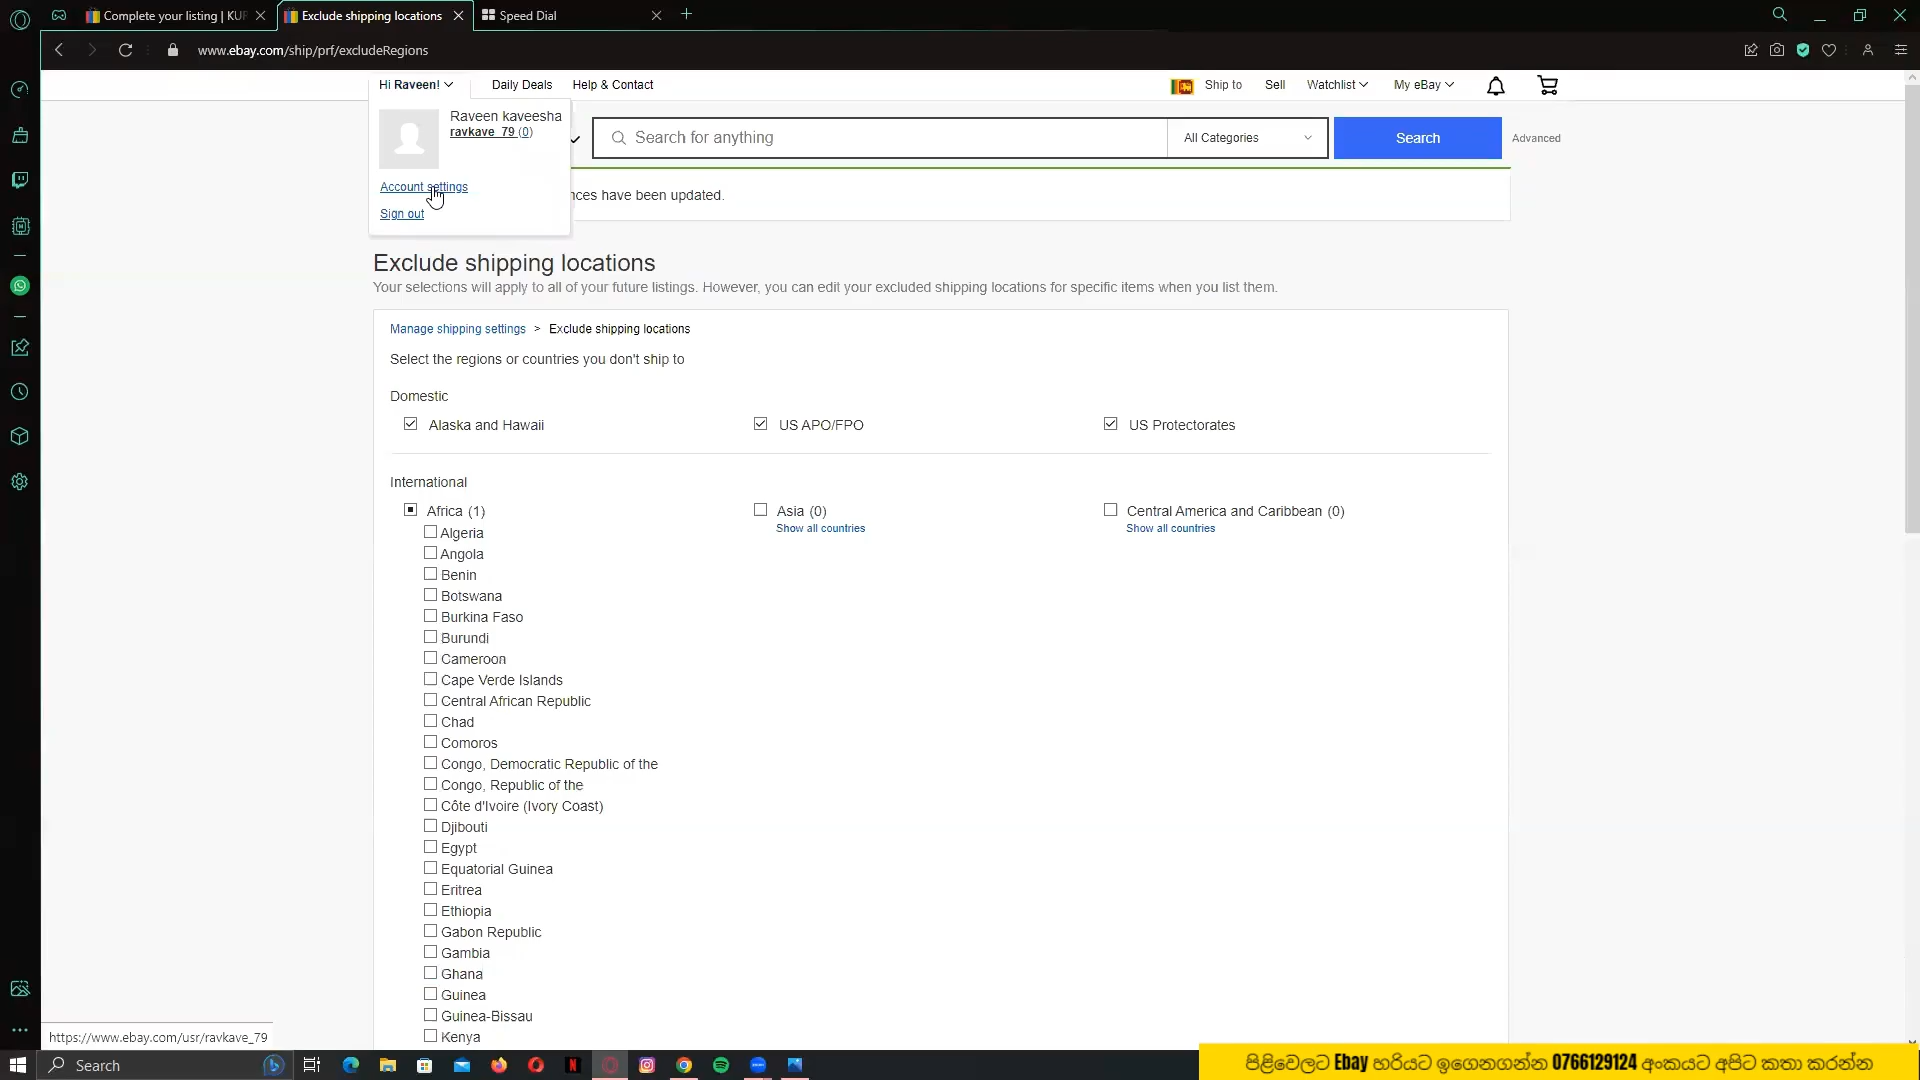 Complete your listing | KUR
Exclude shipping locations
Speed Dial
www.ebay.com/ship/prf/excludeRegions
Hi Raveen!
Daily Deals
Help & Contact
Ship to
Sell
Watchlist
My eBay
Raveen kaveesha
ravkave_79 (0)
Search for anything
All Categories
Search
Advanced
Account settings
nces have been updated.
Sign out
Exclude shipping locations
Your selections will apply to all of your future listings. However, you can edit your excluded shipping locations for specific items when you list them.
Manage shipping settings > Exclude shipping locations
Select the regions or countries you don't ship to
Domestic
Alaska and Hawaii
US APO/FPO
US Protectorates
International
Africa (1)
Asia (0)
Show all countries
Central America and Caribbean (0)
Show all countries
Algeria
Angola
Benin
Botswana
Burkina Faso
Burundi
Cameroon
Cape Verde Islands
Central African Republic
Chad
Comoros
Congo, Democratic Republic of the
Congo, Republic of the
Côte d'Ivoire (Ivory Coast)
Djibouti
Egypt
Equatorial Guinea
Eritrea
Ethiopia
Gabon Republic
Gambia
Ghana
Guinea
Guinea-Bissau
Kenya
https://www.ebay.com/usr/ravkave_79
Search
පිළිවෙලට Ebay හරියට ඉගෙනගන්න 0766129124 අංකයට අපිට කතා කරන්න